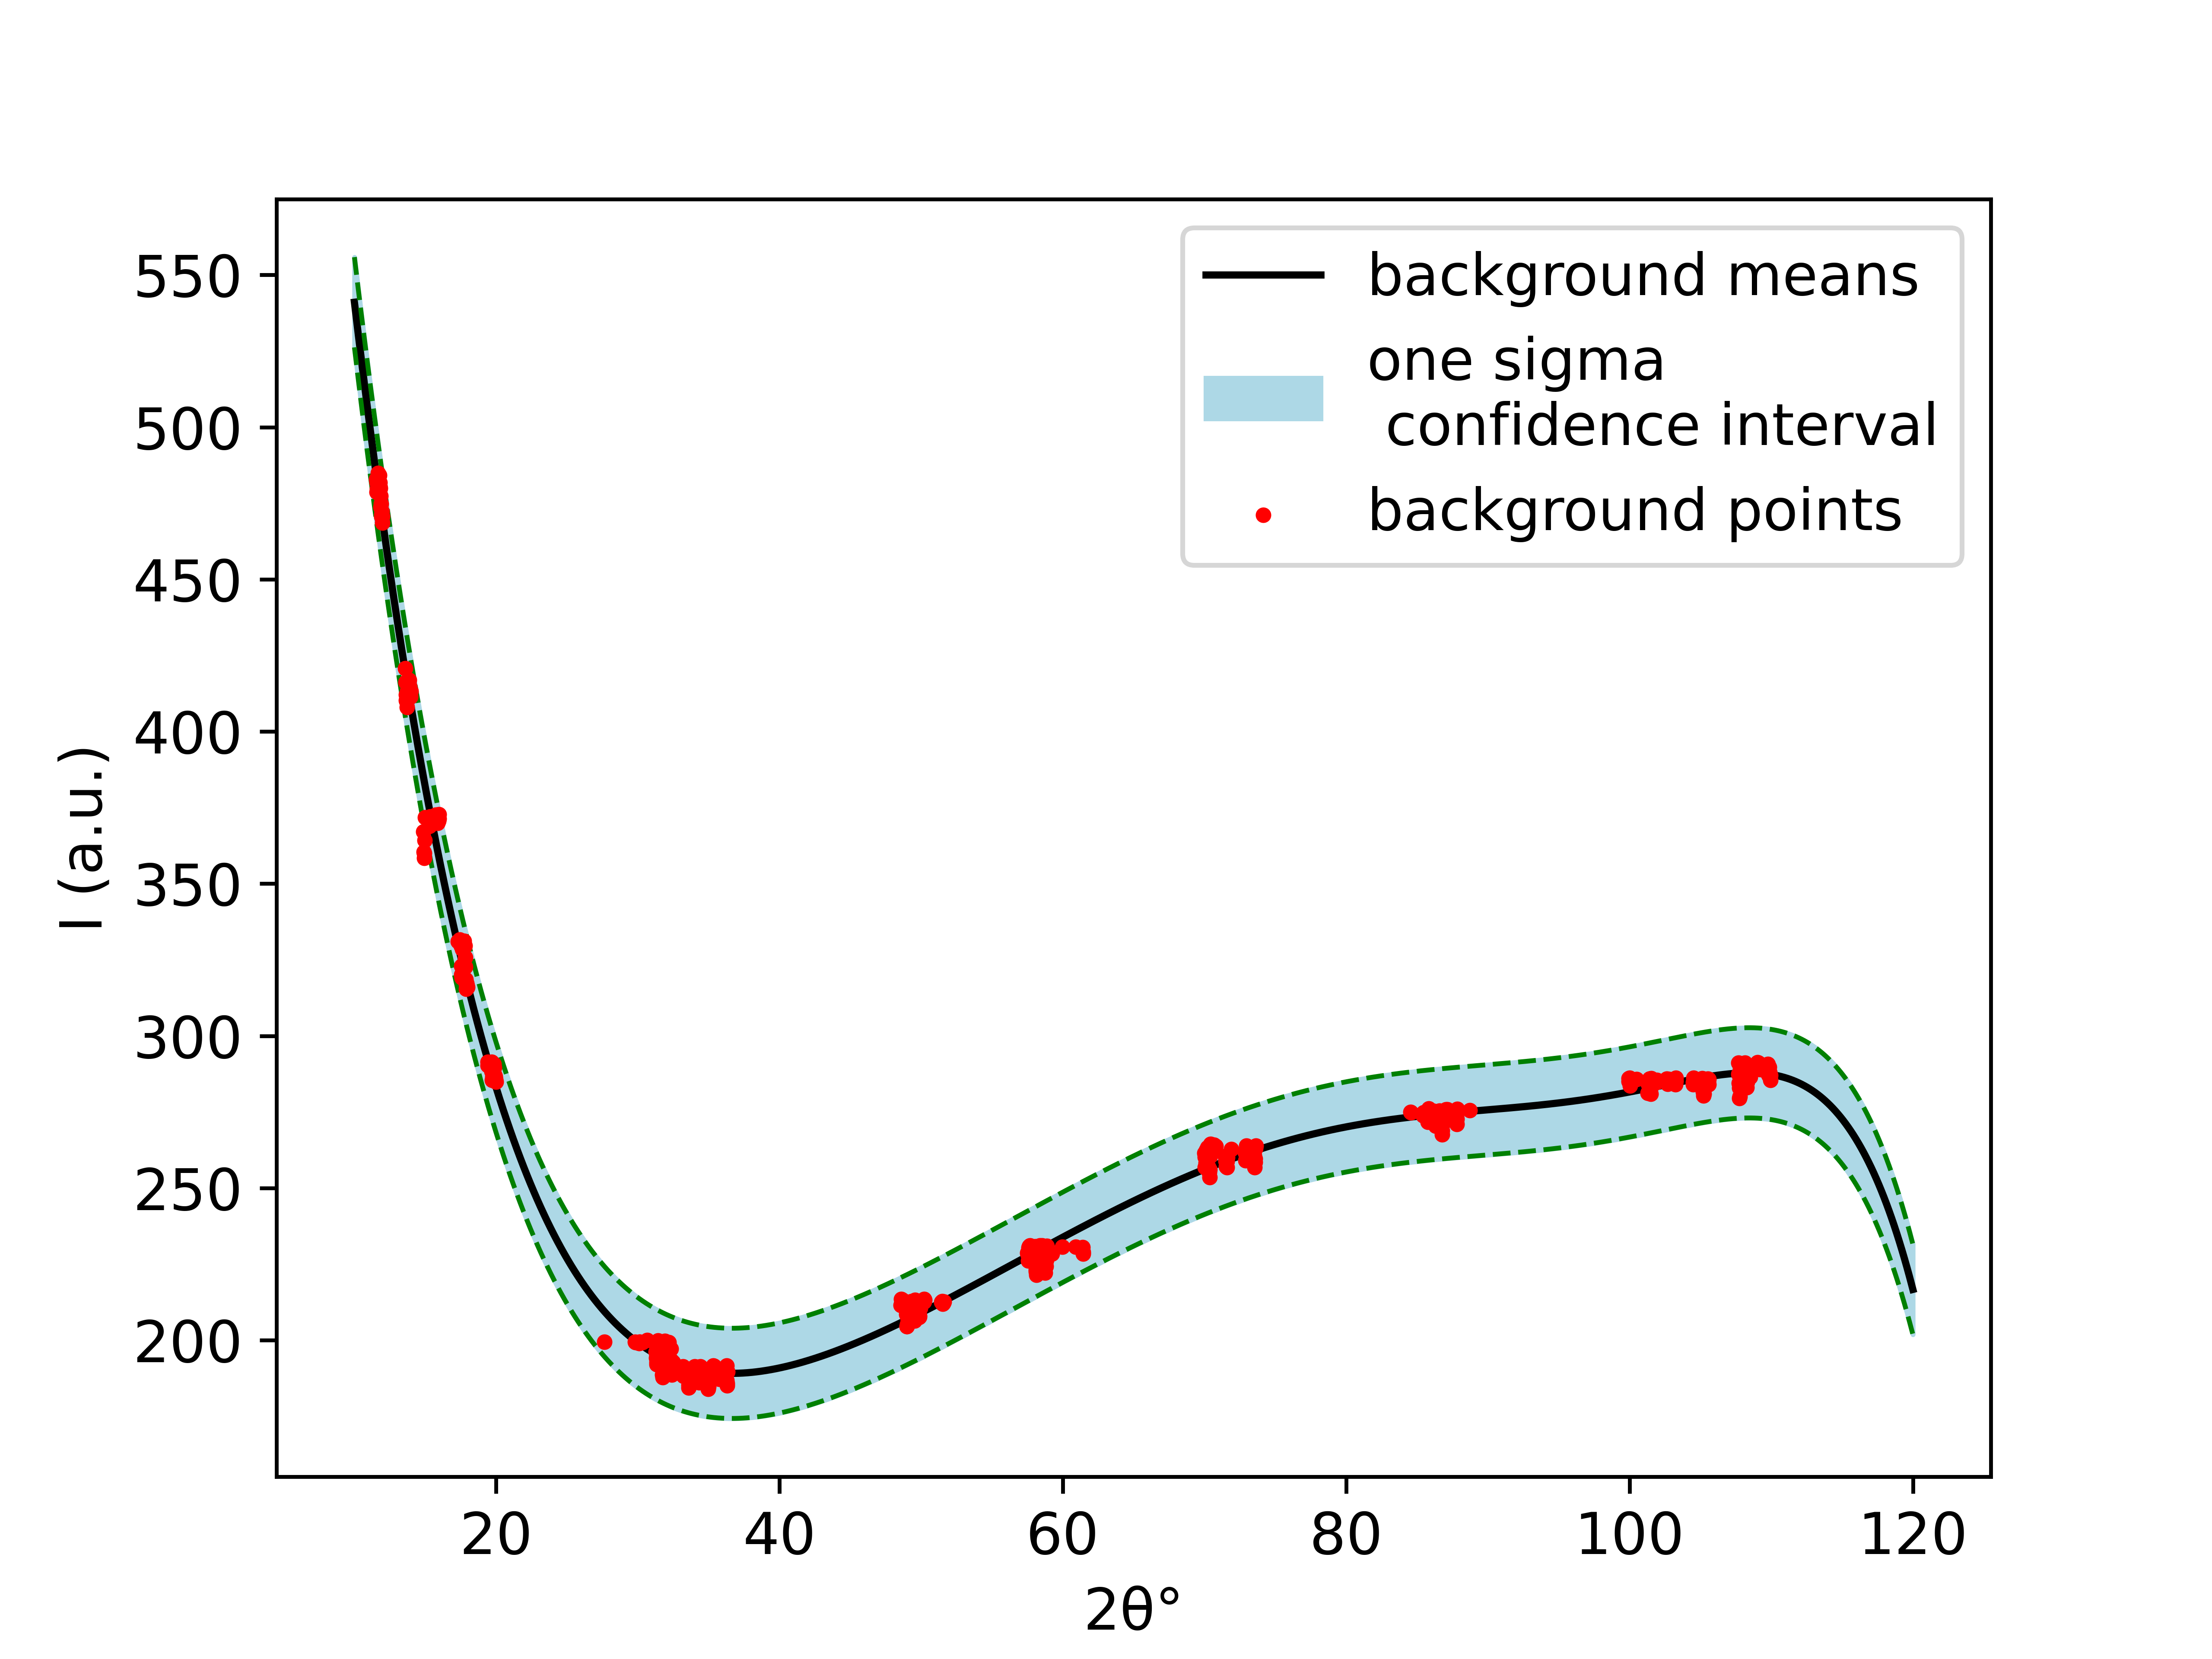 background means
one sigma
confidence interval
background points
550
500
450
400
350
300
250
200
I (a.u.)
20 40 60 80 100 120
2θ°